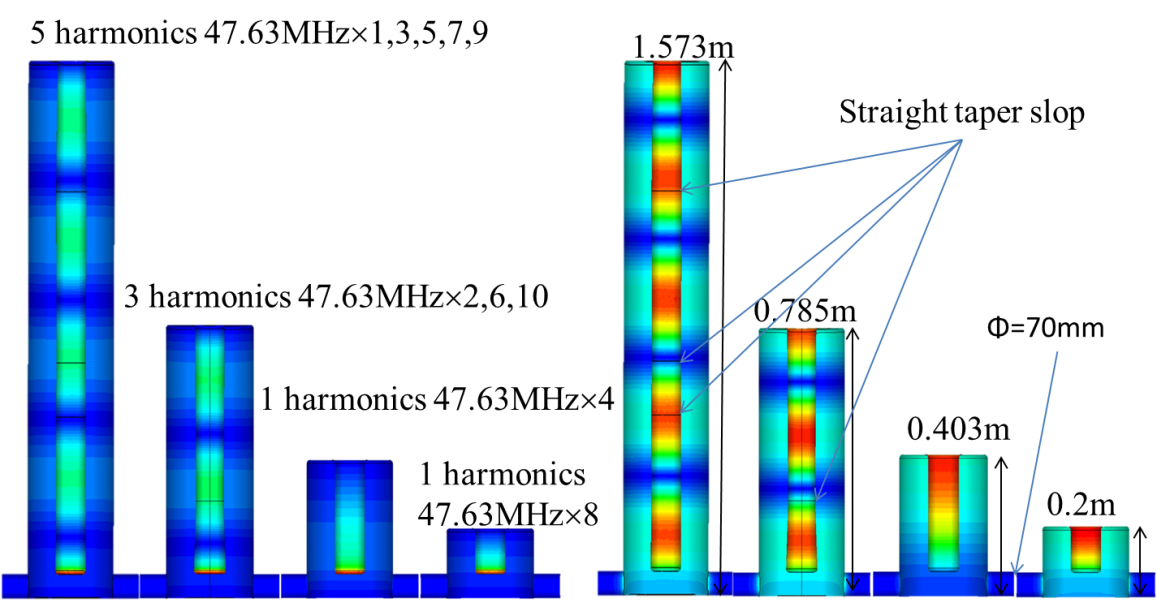 5 harmonics 47.63MHz×1,3,5,7,9
1.573m
Straight taper slop
3 harmonics 47.63MHz×2,6,10
0.785m
Φ=70mm
1 harmonics 47.63MHz×4
0.403m
1 harmonics
47.63MHz×8
0.2m